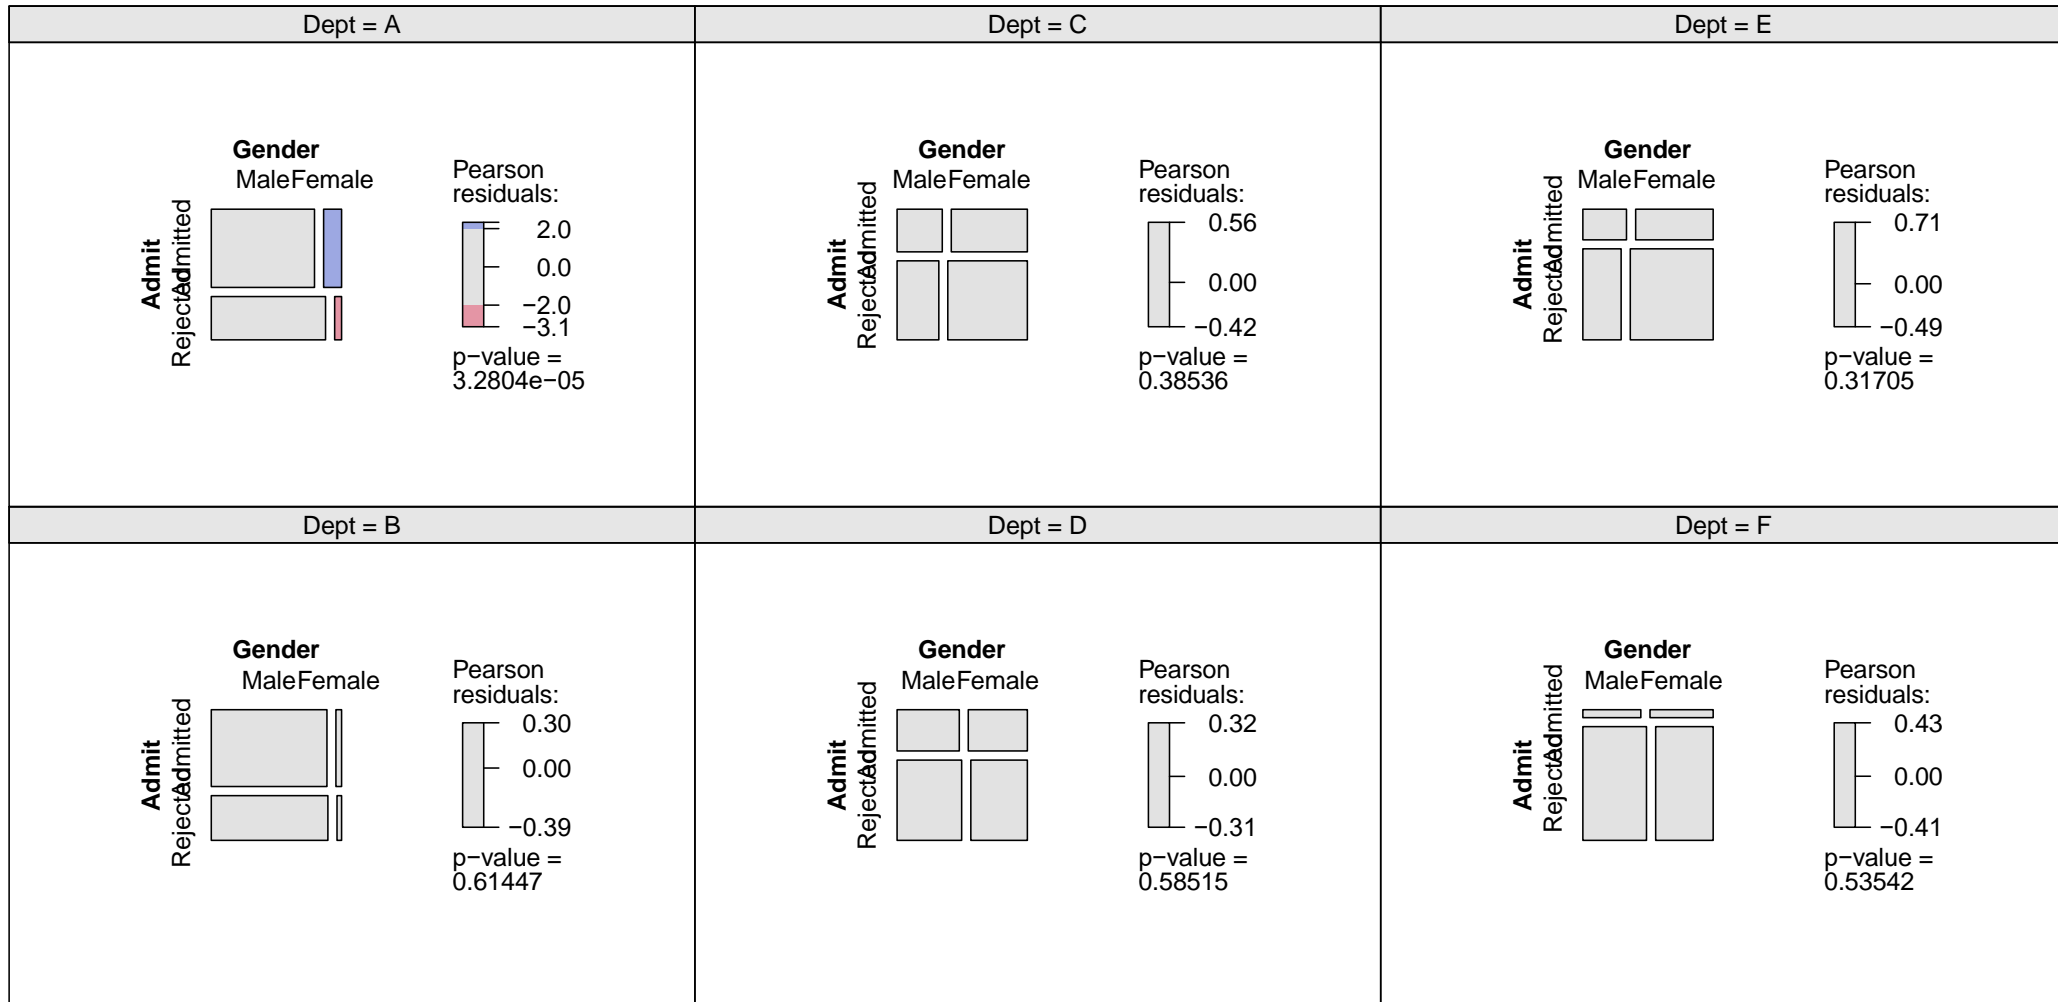 Dept = A
Gender
Male Female
Admit
Rejected Admitted
Pearson
residuals:
2.0
0.0
−2.0
−3.1
p−value =
3.2804e−05
Dept = C
Gender
Male Female
Admit
Rejected Admitted
Pearson
residuals:
0.56
0.00
−0.42
p−value =
0.38536
Dept = E
Gender
Male Female
Admit
Rejected Admitted
Pearson
residuals:
0.71
0.00
−0.49
p−value =
0.31705
Dept = B
Gender
Male Female
Admit
Rejected Admitted
Pearson
residuals:
0.30
0.00
−0.39
p−value =
0.61447
Dept = D
Gender
Male Female
Admit
Rejected Admitted
Pearson
residuals:
0.32
0.00
−0.31
p−value =
0.58515
Dept = F
Gender
Male Female
Admit
Rejected Admitted
Pearson
residuals:
0.43
0.00
−0.41
p−value =
0.53542